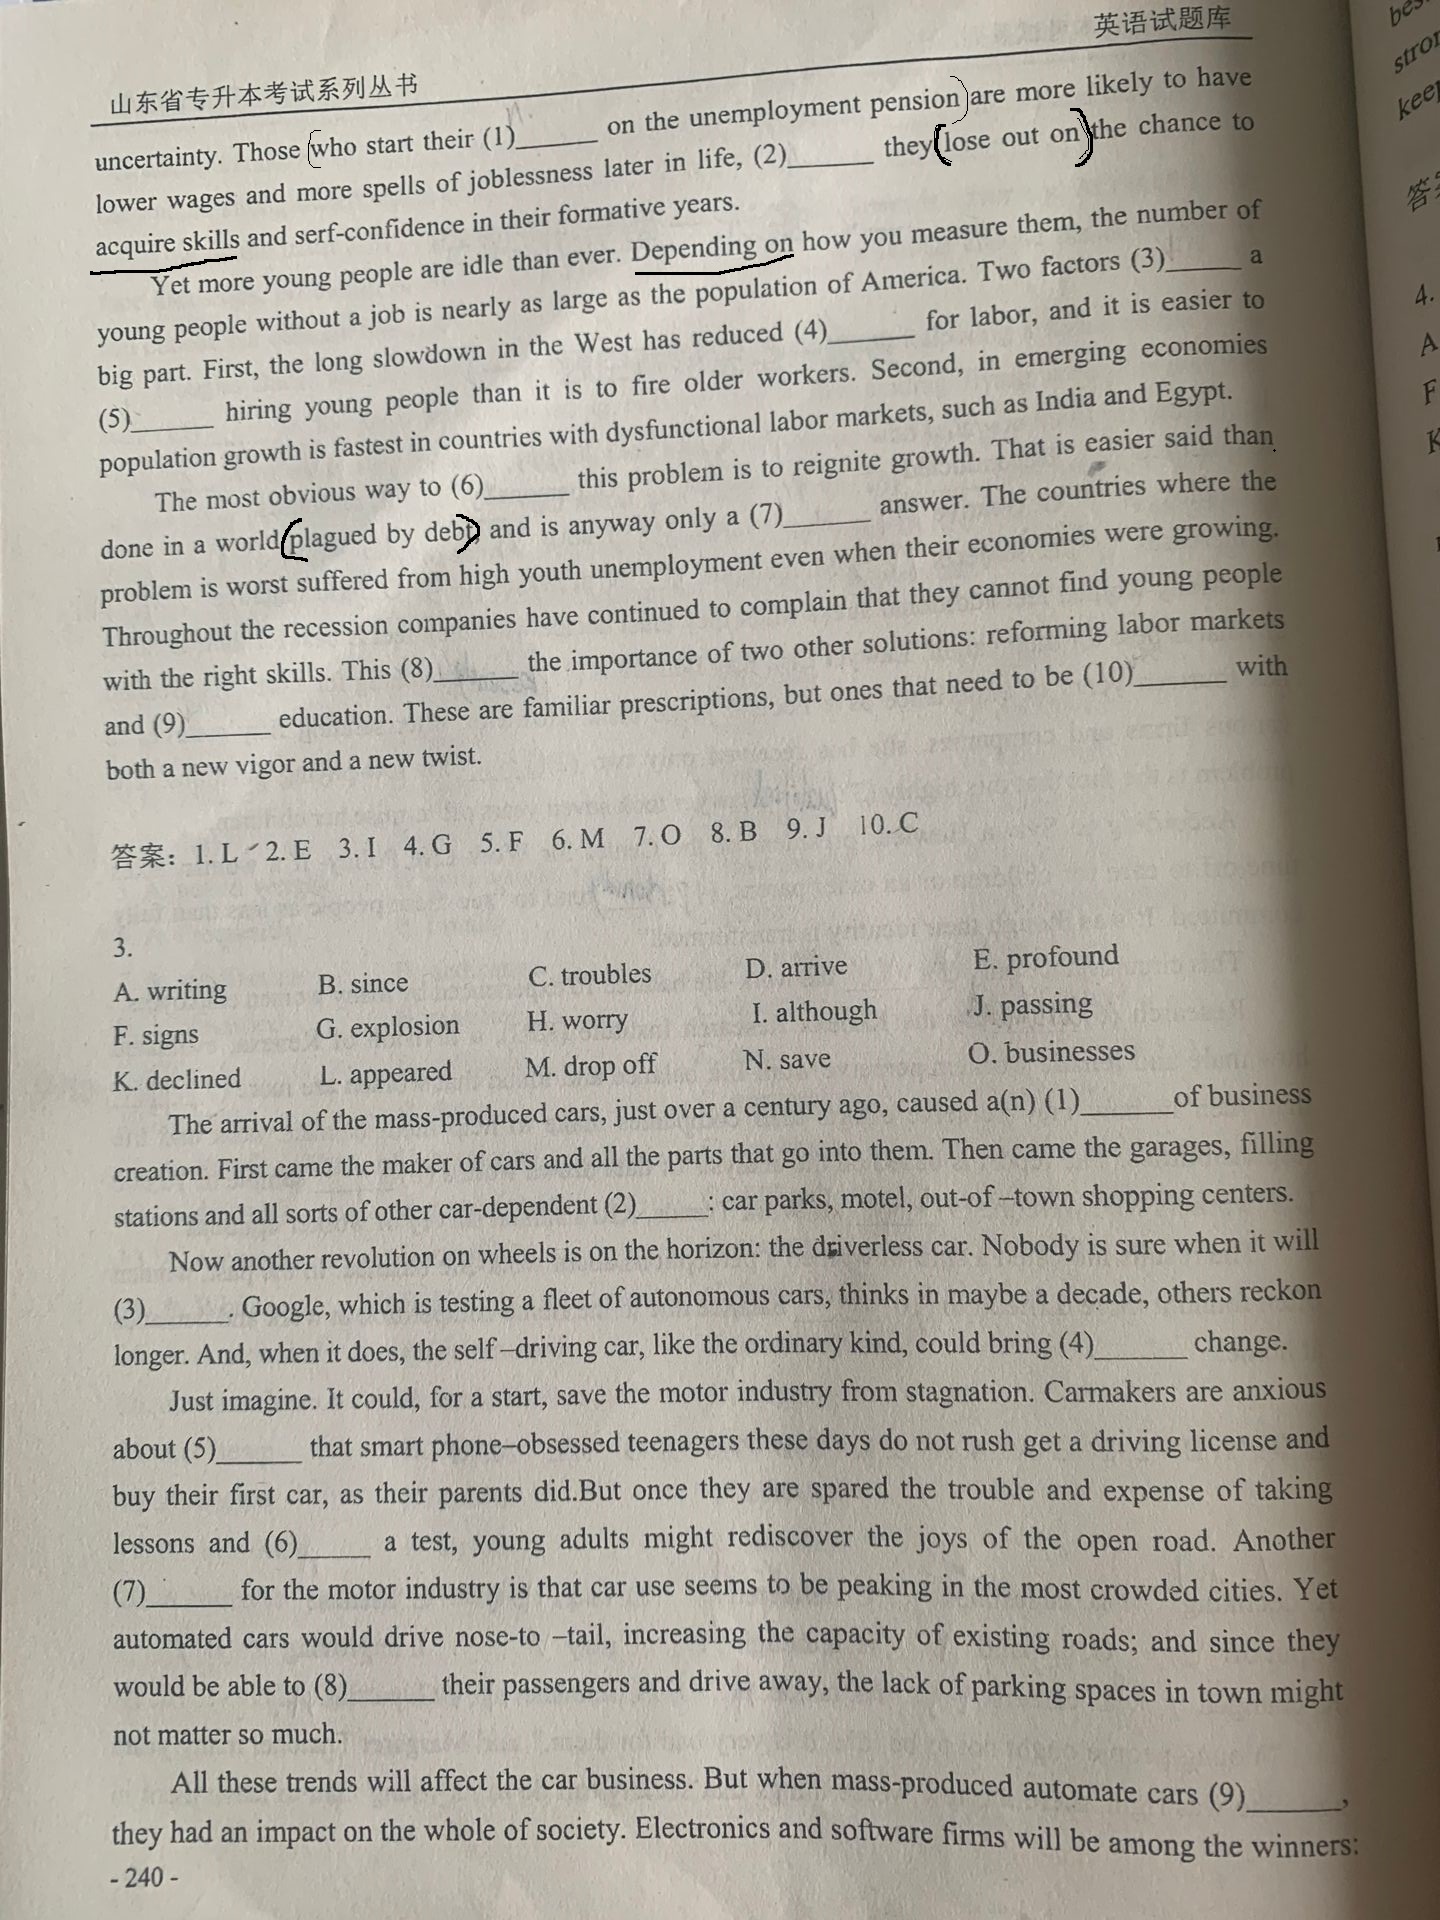 英语试题库
山东省专升本考试系列丛书
uncertainty. Those who start their (1)______ on the unemployment pension are more likely to have
lower wages and more spells of joblessness later in life, (2)______ they lose out on the chance to
acquire skills and serf-confidence in their formative years.
Yet more young people are idle than ever. Depending on how you measure them, the number of
young people without a job is nearly as large as the population of America. Two factors (3)______ a
big part. First, the long slowdown in the West has reduced (4)______ for labor, and it is easier to
(5)______ hiring young people than it is to fire older workers. Second, in emerging economies
population growth is fastest in countries with dysfunctional labor markets, such as India and Egypt.
The most obvious way to (6)______ this problem is to reignite growth. That is easier said than
done in a world plagued by debt, and is anyway only a (7)______ answer. The countries where the
problem is worst suffered from high youth unemployment even when their economies were growing.
Throughout the recession companies have continued to complain that they cannot find young people
with the right skills. This (8)______ the importance of two other solutions: reforming labor markets
and (9)______ education. These are familiar prescriptions, but ones that need to be (10)______ with
both a new vigor and a new twist.
答案: 1. L 2. E 3. I 4. G 5. F 6. M 7. O 8. B 9. J 10. C
3.
A. writing B. since C. troubles D. arrive E. profound
F. signs G. explosion H. worry I. although J. passing
K. declined L. appeared M. drop off N. save O. businesses
The arrival of the mass-produced cars, just over a century ago, caused a(n) (1)______of business
creation. First came the maker of cars and all the parts that go into them. Then came the garages, filling
stations and all sorts of other car-dependent (2)_____: car parks, motel, out-of –town shopping centers.
Now another revolution on wheels is on the horizon: the driverless car. Nobody is sure when it will
(3)______. Google, which is testing a fleet of autonomous cars, thinks in maybe a decade, others reckon
longer. And, when it does, the self–driving car, like the ordinary kind, could bring (4)______ change.
Just imagine. It could, for a start, save the motor industry from stagnation. Carmakers are anxious
about (5)______ that smart phone–obsessed teenagers these days do not rush get a driving license and
buy their first car, as their parents did.But once they are spared the trouble and expense of taking
lessons and (6)_____ a test, young adults might rediscover the joys of the open road. Another
(7)______ for the motor industry is that car use seems to be peaking in the most crowded cities. Yet
automated cars would drive nose-to –tail, increasing the capacity of existing roads; and since they
would be able to (8)______ their passengers and drive away, the lack of parking spaces in town might
not matter so much.
All these trends will affect the car business. But when mass-produced automate cars (9)______,
they had an impact on the whole of society. Electronics and software firms will be among the winners:
- 240 -
stron
keep
4.
A
F
K